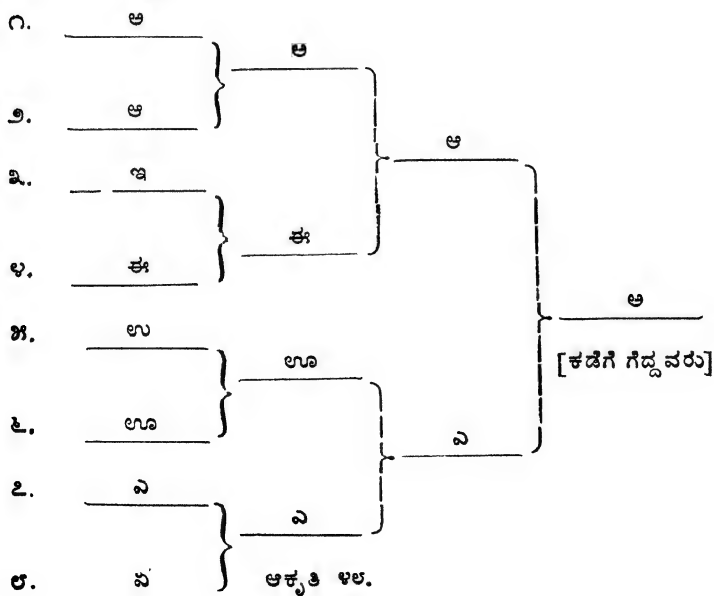 ೧. ಅ
ಅ
೨. ಆ
ಆ
೩. ಇ
ಈ
೪. ಈ
ಅ
೫. ಉ
[ಕಡೆಗೆ ಗೆದ್ದವರು]
ಊ
೬. ಊ
ಎ
೭. ಎ
ಎ
೮. ಏ ಆಕೃತಿ ೪೮.